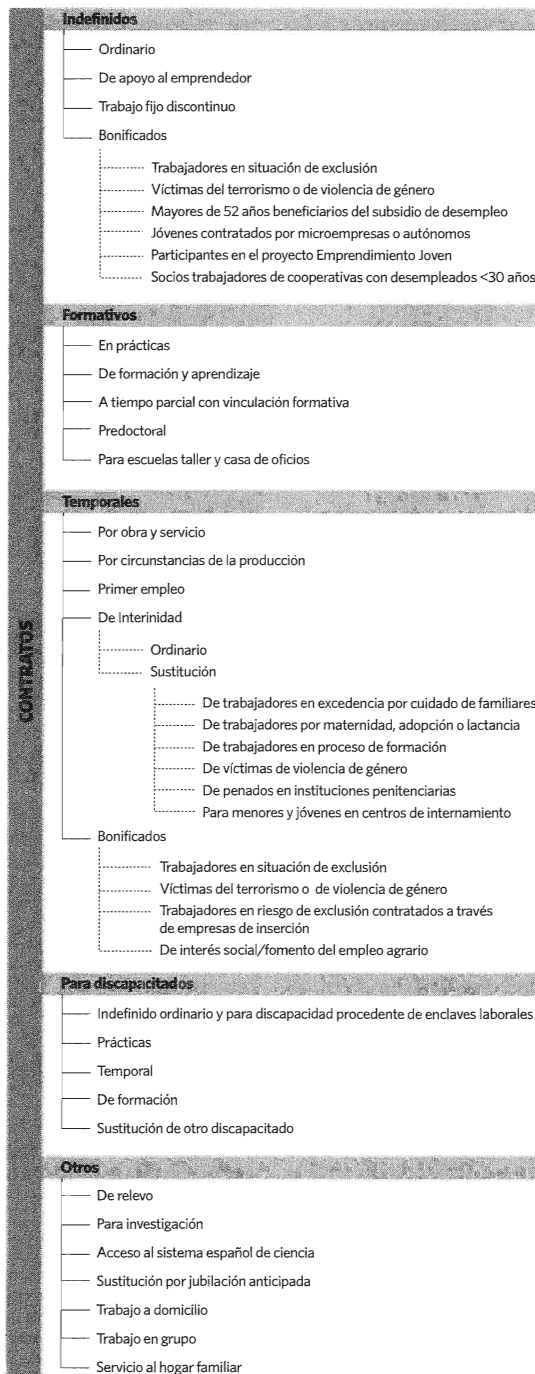 CONTRATOS
Indefinidos
Ordinario
De apoyo al emprendedor
Trabajo fijo discontinuo
Bonificados
Trabajadores en situación de exclusión
Víctimas del terrorismo o de violencia de género
Mayores de 52 años beneficiarios del subsidio de desempleo
Jóvenes contratados por microempresas o autónomos
Participantes en el proyecto Emprendimiento Joven
Socios trabajadores de cooperativas con desempleados <30 años
Formativos
En prácticas
De formación y aprendizaje
A tiempo parcial con vinculación formativa
Predoctoral
Para escuelas taller y casa de oficios
Temporales
Por obra y servicio
Por circunstancias de la producción
Primer empleo
De Interinidad
Ordinario
Sustitución
De trabajadores en excedencia por cuidado de familiares
De trabajadores por maternidad, adopción o lactancia
De trabajadores en proceso de formación
De víctimas de violencia de género
De penados en instituciones penitenciarias
Para menores y jóvenes en centros de internamiento
Bonificados
Trabajadores en situación de exclusión
Víctimas del terrorismo o de violencia de género
Trabajadores en riesgo de exclusión contratados a través
de empresas de inserción
De interés social/fomento del empleo agrario
Para discapacitados
Indefinido ordinario y para discapacidad procedente de enclaves laborales
Prácticas
Temporal
De formación
Sustitución de otro discapacitado
Otros
De relevo
Para investigación
Acceso al sistema español de ciencia
Sustitución por jubilación anticipada
Trabajo a domicilio
Trabajo en grupo
Servicio al hogar familiar